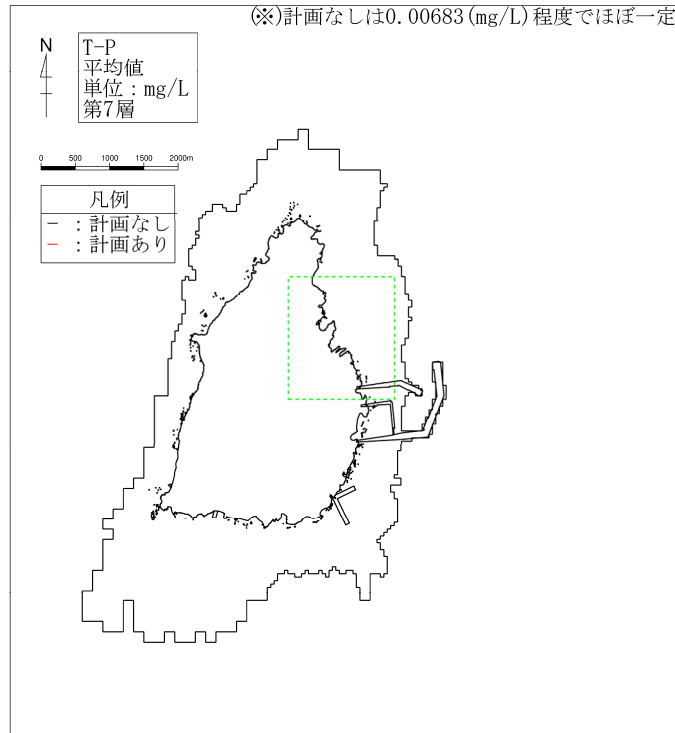 (※)計画なしは0.00683(mg/L)程度でほぼ一定
N
T-P
平均値
単位：mg/L
第7層
0 500 1000 1500 2000m
凡例
- ：計画なし
- ：計画あり